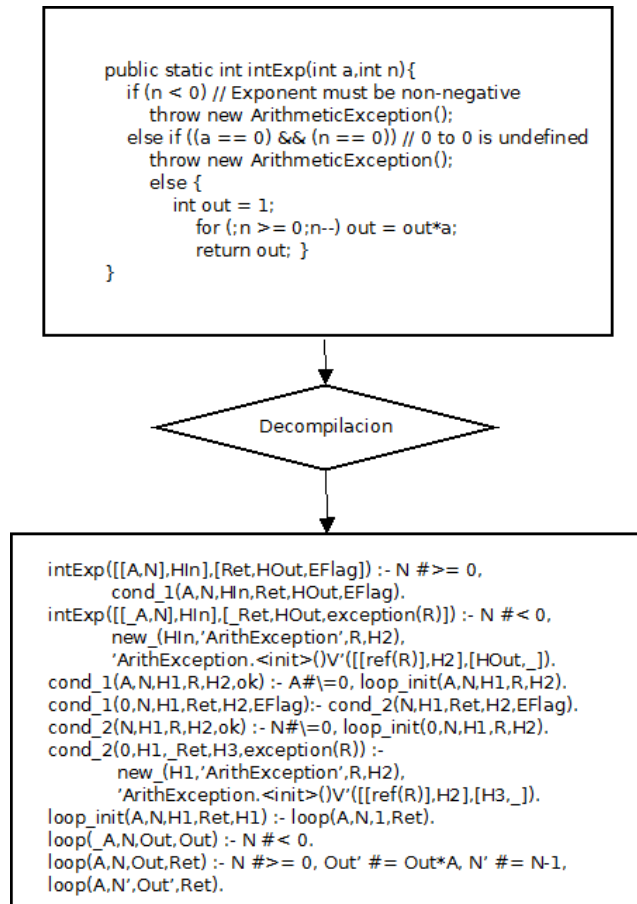 public static int intExp(int a,int n){
if (n < 0) // Exponent must be non-negative
throw new ArithmeticException();
else if ((a == 0) && (n == 0)) // 0 to 0 is undefined
throw new ArithmeticException();
else {
int out = 1;
for (;n >= 0;n--) out = out*a;
return out; }
}
Decompilacion
intExp([[A,N],HIn],[Ret,HOut,EFlag]) :- N #>= 0,
cond_1(A,N,HIn,Ret,HOut,EFlag).
intExp([[_A,N],HIn],[_Ret,HOut,exception(R)]) :- N #< 0,
new_(HIn,’ArithException’,R,H2),
’ArithException.<init>()V’([[ref(R)],H2],[HOut,_]).
cond_1(A,N,H1,R,H2,ok) :- A#\=0, loop_init(A,N,H1,R,H2).
cond_1(0,N,H1,Ret,H2,EFlag):- cond_2(N,H1,Ret,H2,EFlag).
cond_2(N,H1,R,H2,ok) :- N#\=0, loop_init(0,N,H1,R,H2).
cond_2(0,H1,_Ret,H3,exception(R)) :-
new_(H1,’ArithException’,R,H2),
’ArithException.<init>()V’([[ref(R)],H2],[H3,_]).
loop_init(A,N,H1,Ret,H1) :- loop(A,N,1,Ret).
loop(_A,N,Out,Out) :- N #< 0.
loop(A,N,Out,Ret) :- N #>= 0, Out’ #= Out*A, N’ #= N-1,
loop(A,N’,Out’,Ret).